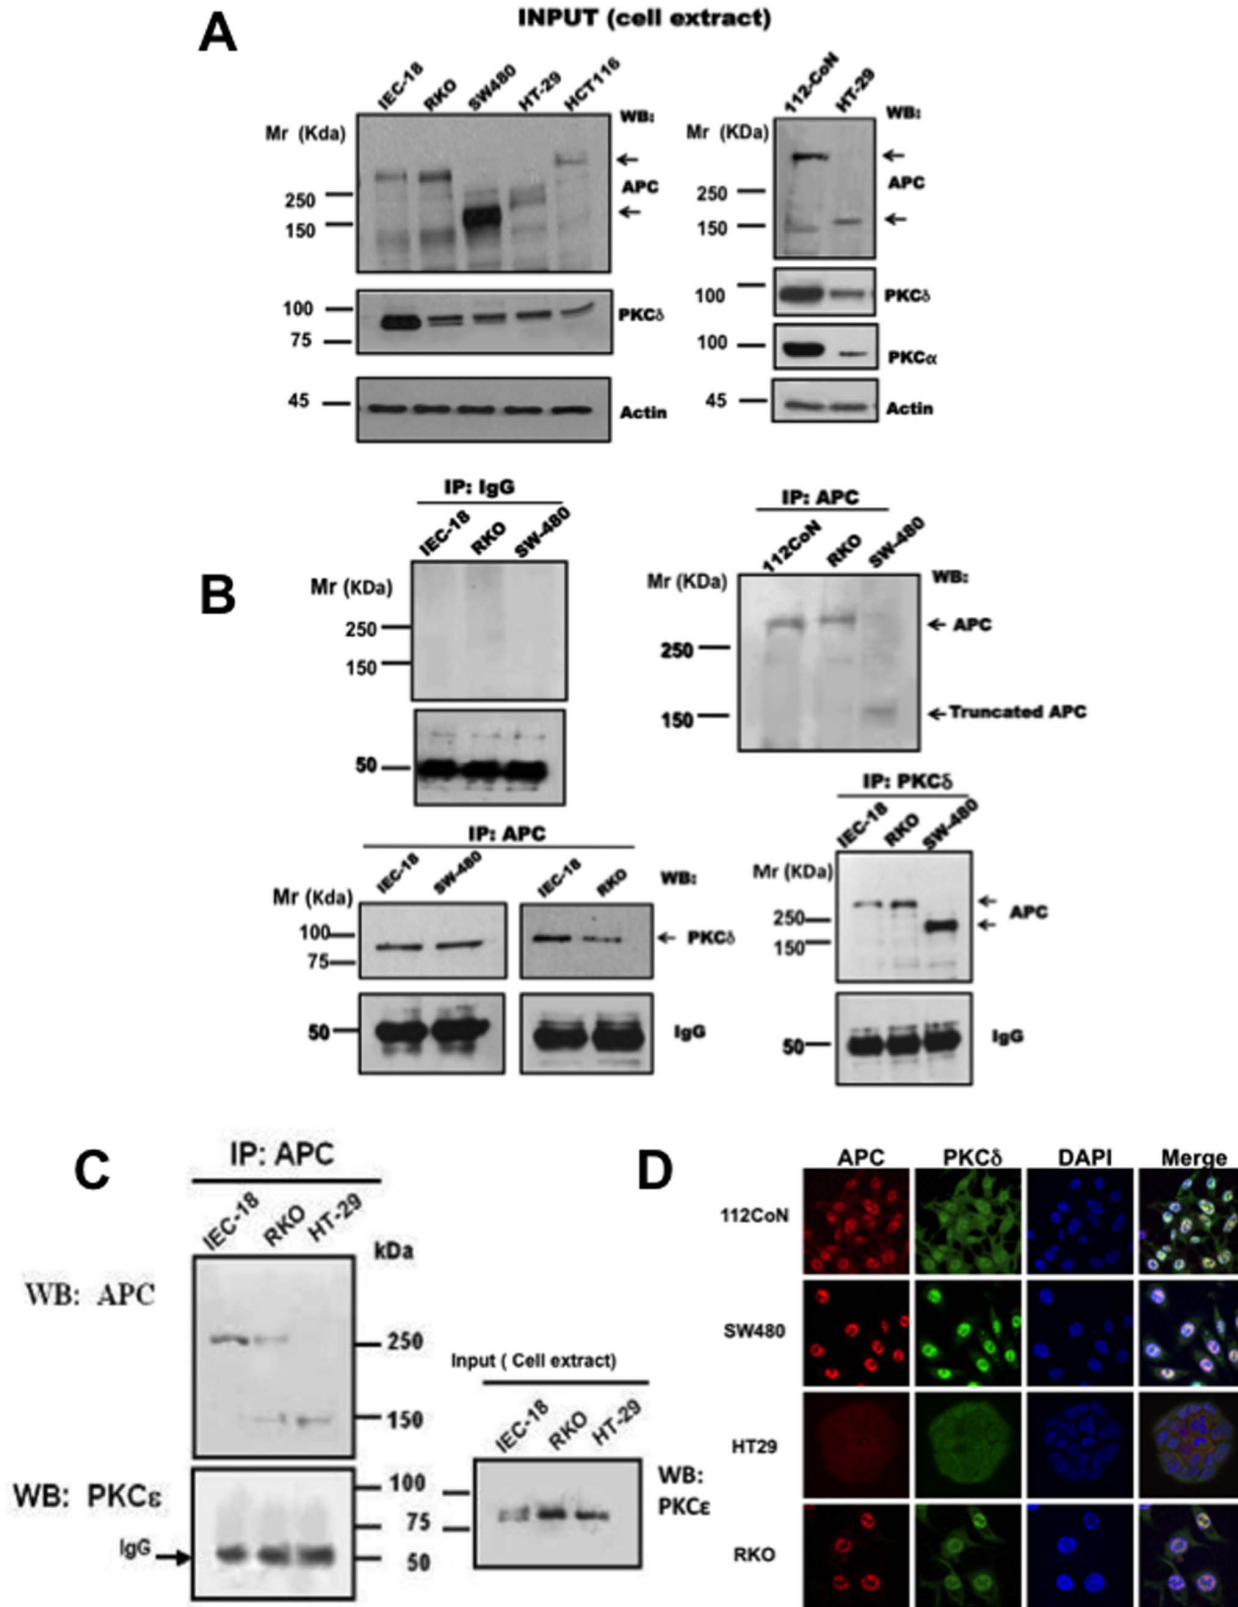 A
INPUT (cell extract)
IEC-18 RKO SW480 HT-29 HCT116
WB:
Mr (Kda)
250
150
APC
100
75
PKCδ
45
Actin
112-CoN HT-29
WB:
Mr (KDa)
250
150
APC
100
PKCδ
100
PKCα
45
Actin
B
IP: IgG
IEC-18 RKO SW-480
Mr (KDa)
250
150
50
IP: APC
112CoN RKO SW-480
Mr (KDa)
WB:
APC
250
150
Truncated APC
IP: APC
IEC-18 SW-480 IEC-18 RKO
WB:
Mr (Kda)
100
75
PKCδ
50
IgG
IP: PKCδ
IEC-18 RKO SW-480
Mr (KDa)
250
150
APC
50
IgG
C
IP: APC
IEC-18 RKO HT-29
kDa
WB: APC
250
150
WB: PKCε
100
75
50
IgG
Input ( Cell extract)
IEC-18 RKO HT-29
100
75
WB:
PKCε
D
APC PKCδ DAPI Merge
112CoN
SW480
HT29
RKO